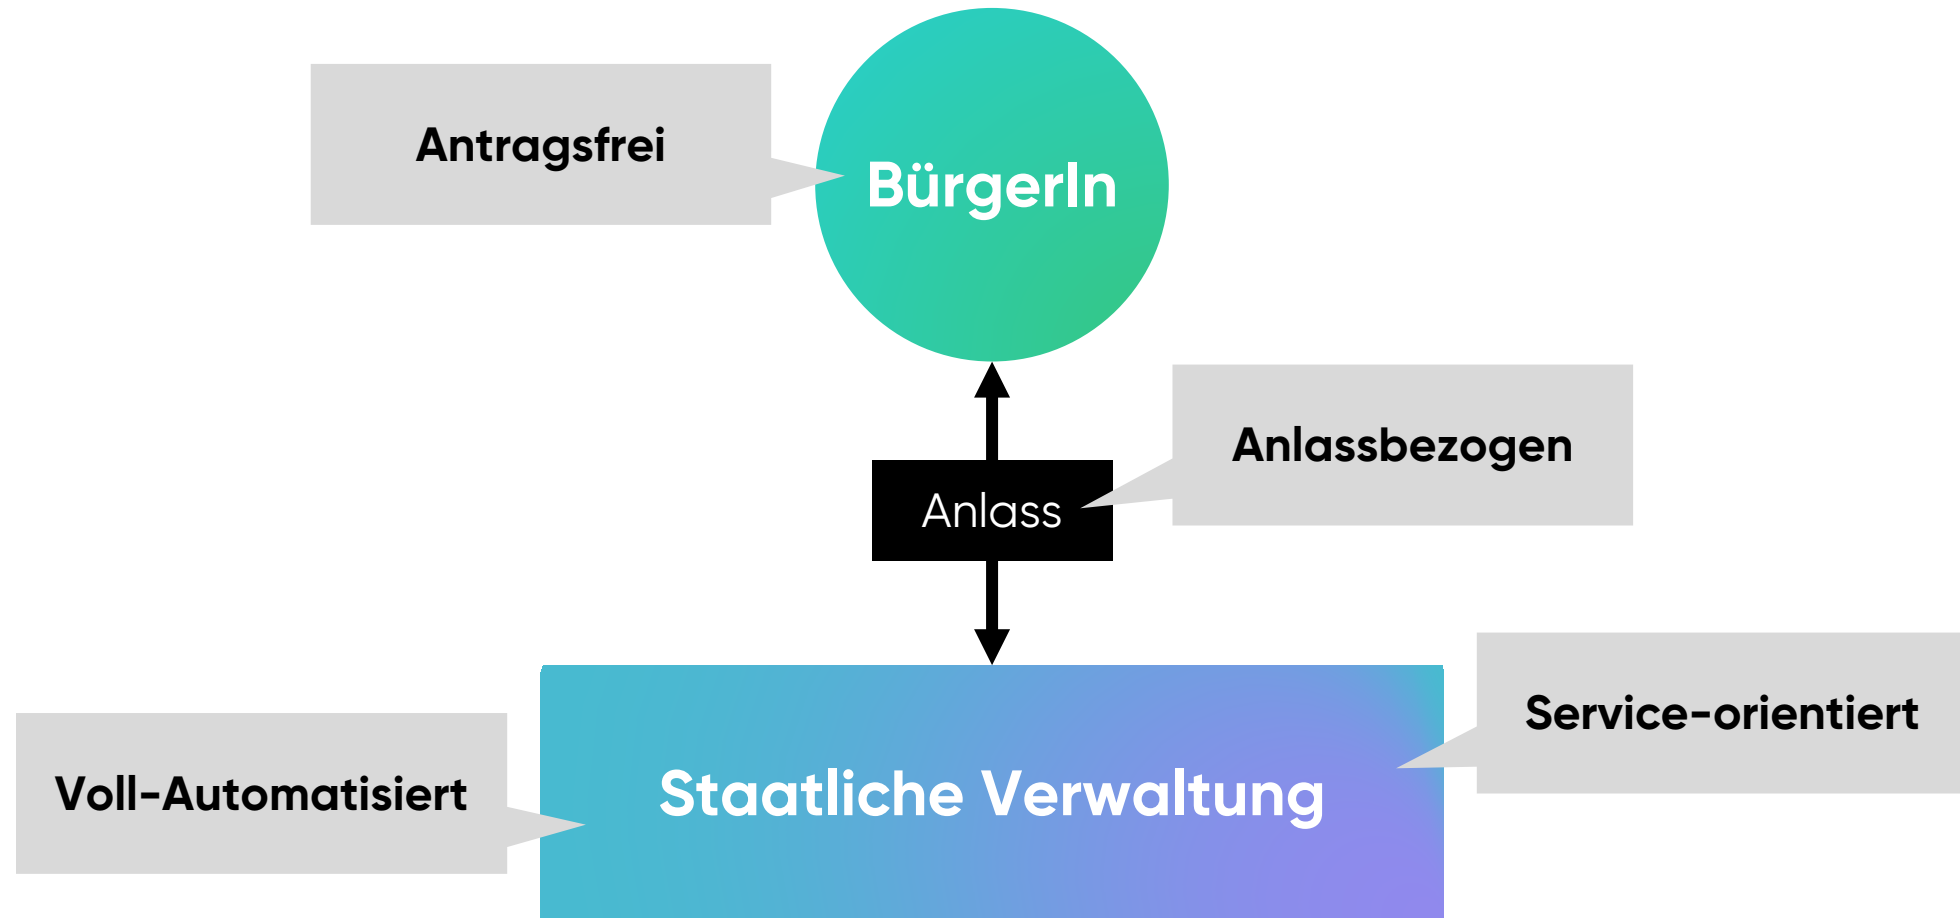 Antragsfrei
BürgerIn
Anlassbezogen
Anlass
Service-orientiert
Voll-Automatisiert
Staatliche Verwaltung